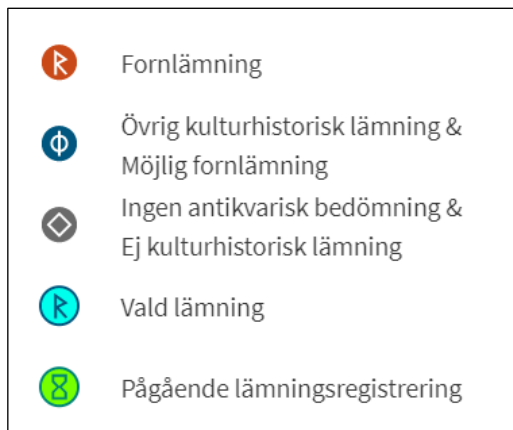 Fornlämning
Övrig kulturhistorisk lämning &
Möjlig fornlämning
Ingen antikvarisk bedömning &
Ej kulturhistorisk lämning
Vald lämning
Pågående lämningsregistrering